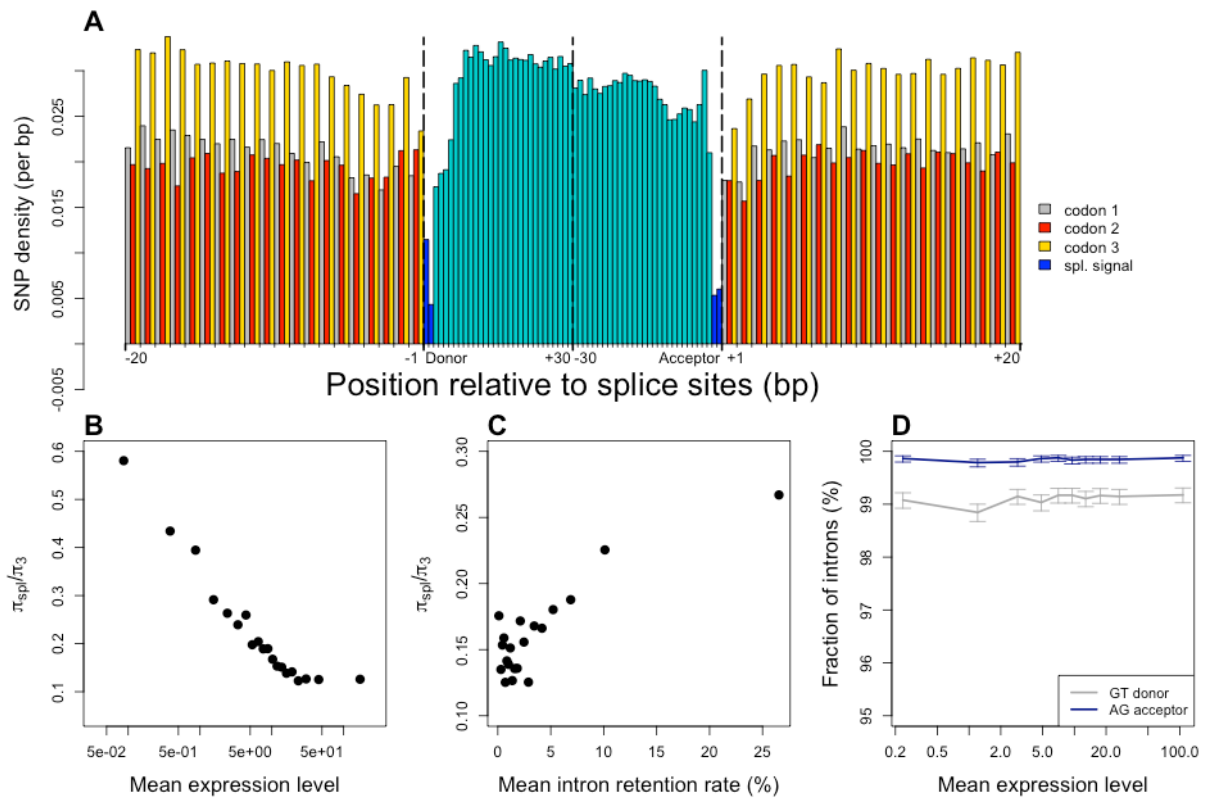 A
SNP density (per bp)
0.025
0.015
0.005
-0.005
-20
-1
Donor
+30
-30
Acceptor
+1
+20
Position relative to splice sites (bp)
codon 1
codon 2
codon 3
spl. signal
B
πspl/π3
0.6
0.5
0.4
0.3
0.2
0.1
5e-02
5e-01
5e+00
5e+01
Mean expression level
C
πspl/π3
0.30
0.25
0.20
0.15
0.10
0
5
10
15
20
25
Mean intron retention rate (%)
D
Fraction of introns (%)
100
99
98
97
96
95
GT donor
AG acceptor
0.2
0.5
2.0
5.0
20.0
100.0
Mean expression level